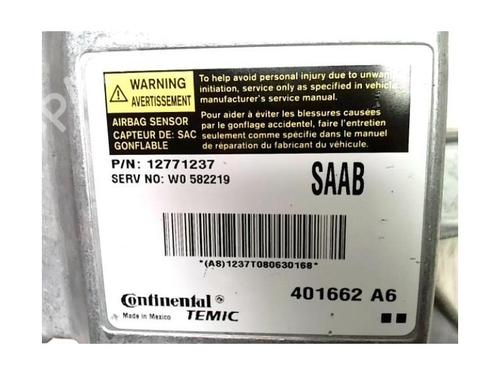 WARNING
AVERTISSEMENT
AIRBAG SENSOR
CAPTEUR DE: SAC
GONFLABLE
To help avoid personal injury due to unwan
initiation, service only as specified in vehicle
manufacturer's service manual.
Pour aider à éviter les blessures causées
par le gonflage accidentel, faire l'entretien
seulement comme spécifie dans le manuel
de réparation du fabricant du véhicule.
P/N: 12771237
SERV NO: W0 582219
SAAB
*(A8)1237T080630168*
Continental
TEMIC
Made in Mexico
401662 A6